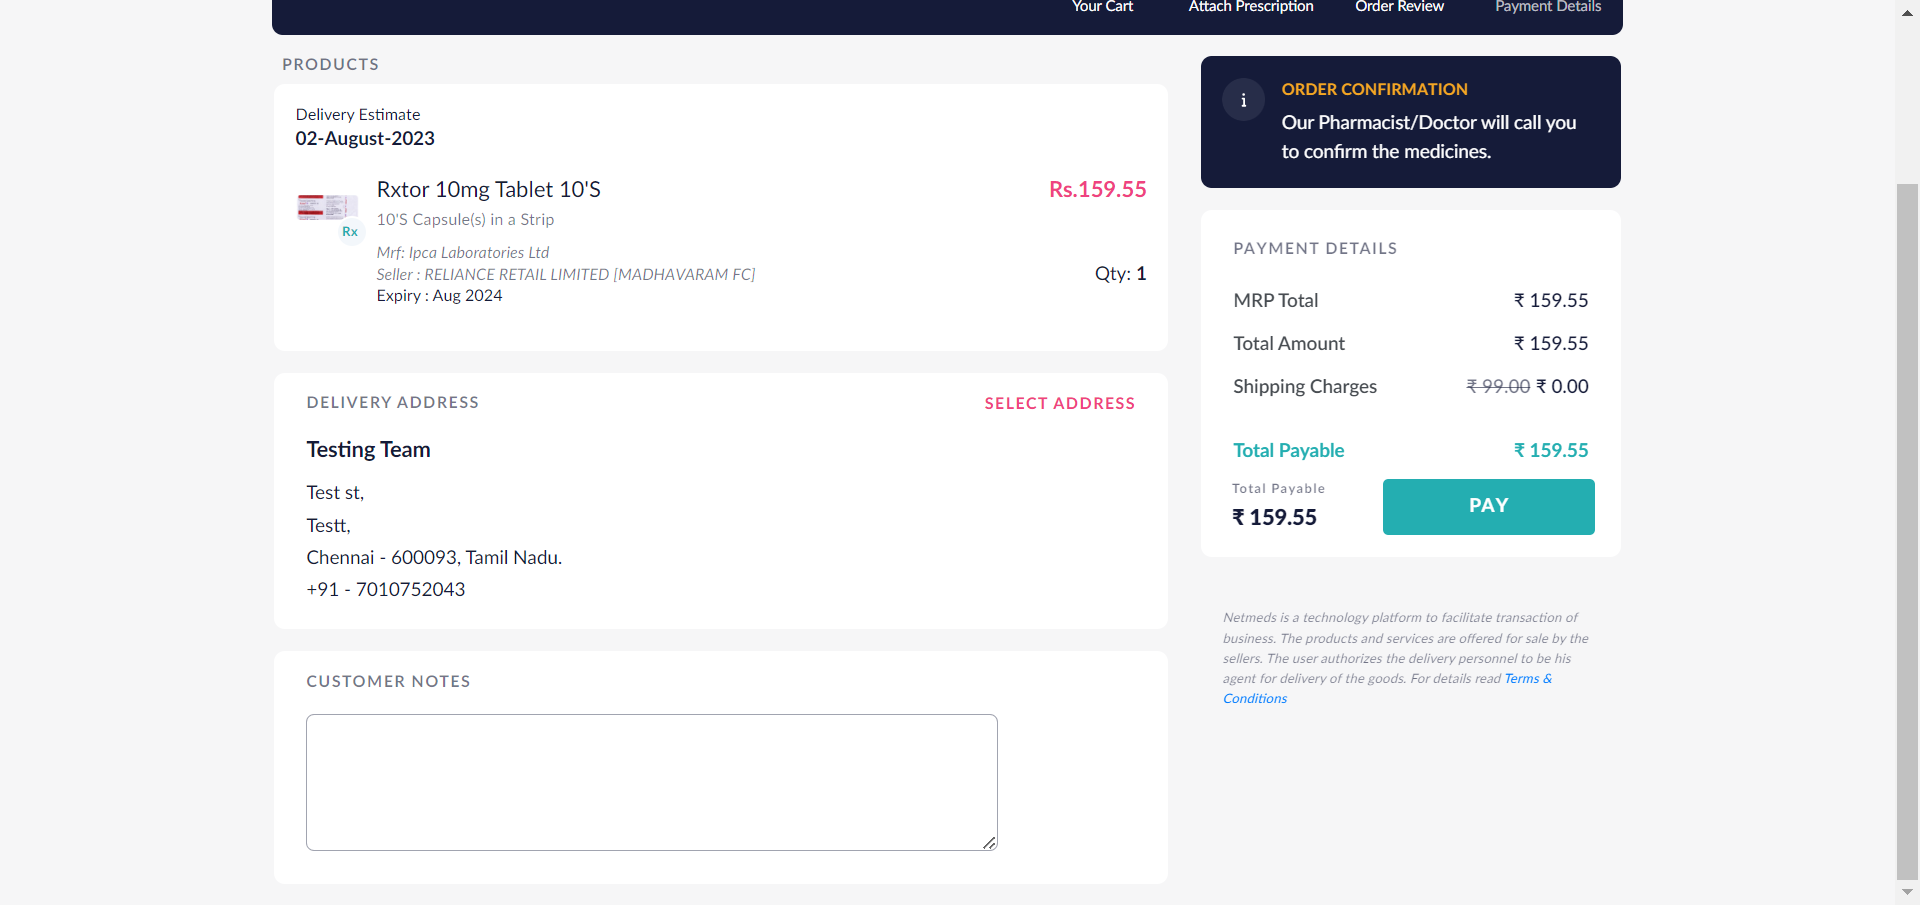 Your Cart Attach Prescription Order Review Payment Details
PRODUCTS
Delivery Estimate
02-August-2023
Rxtor 10mg Tablet 10'S Rs.159.55
10'S Capsule(s) in a Strip
Rx
Mrf: Ipca Laboratories Ltd
Seller : RELIANCE RETAIL LIMITED [MADHAVARAM FC] Qty: 1
Expiry : Aug 2024
DELIVERY ADDRESS SELECT ADDRESS
Testing Team
Test st,
Testt,
Chennai - 600093, Tamil Nadu.
+91 - 7010752043
CUSTOMER NOTES
i
ORDER CONFIRMATION
Our Pharmacist/Doctor will call you
to confirm the medicines.
PAYMENT DETAILS
MRP Total ₹ 159.55
Total Amount ₹ 159.55
Shipping Charges ₹ 99.00 ₹ 0.00
Total Payable ₹ 159.55
Total Payable
₹ 159.55
PAY
Netmeds is a technology platform to facilitate transaction of
business. The products and services are offered for sale by the
sellers. The user authorizes the delivery personnel to be his
agent for delivery of the goods. For details read Terms &
Conditions